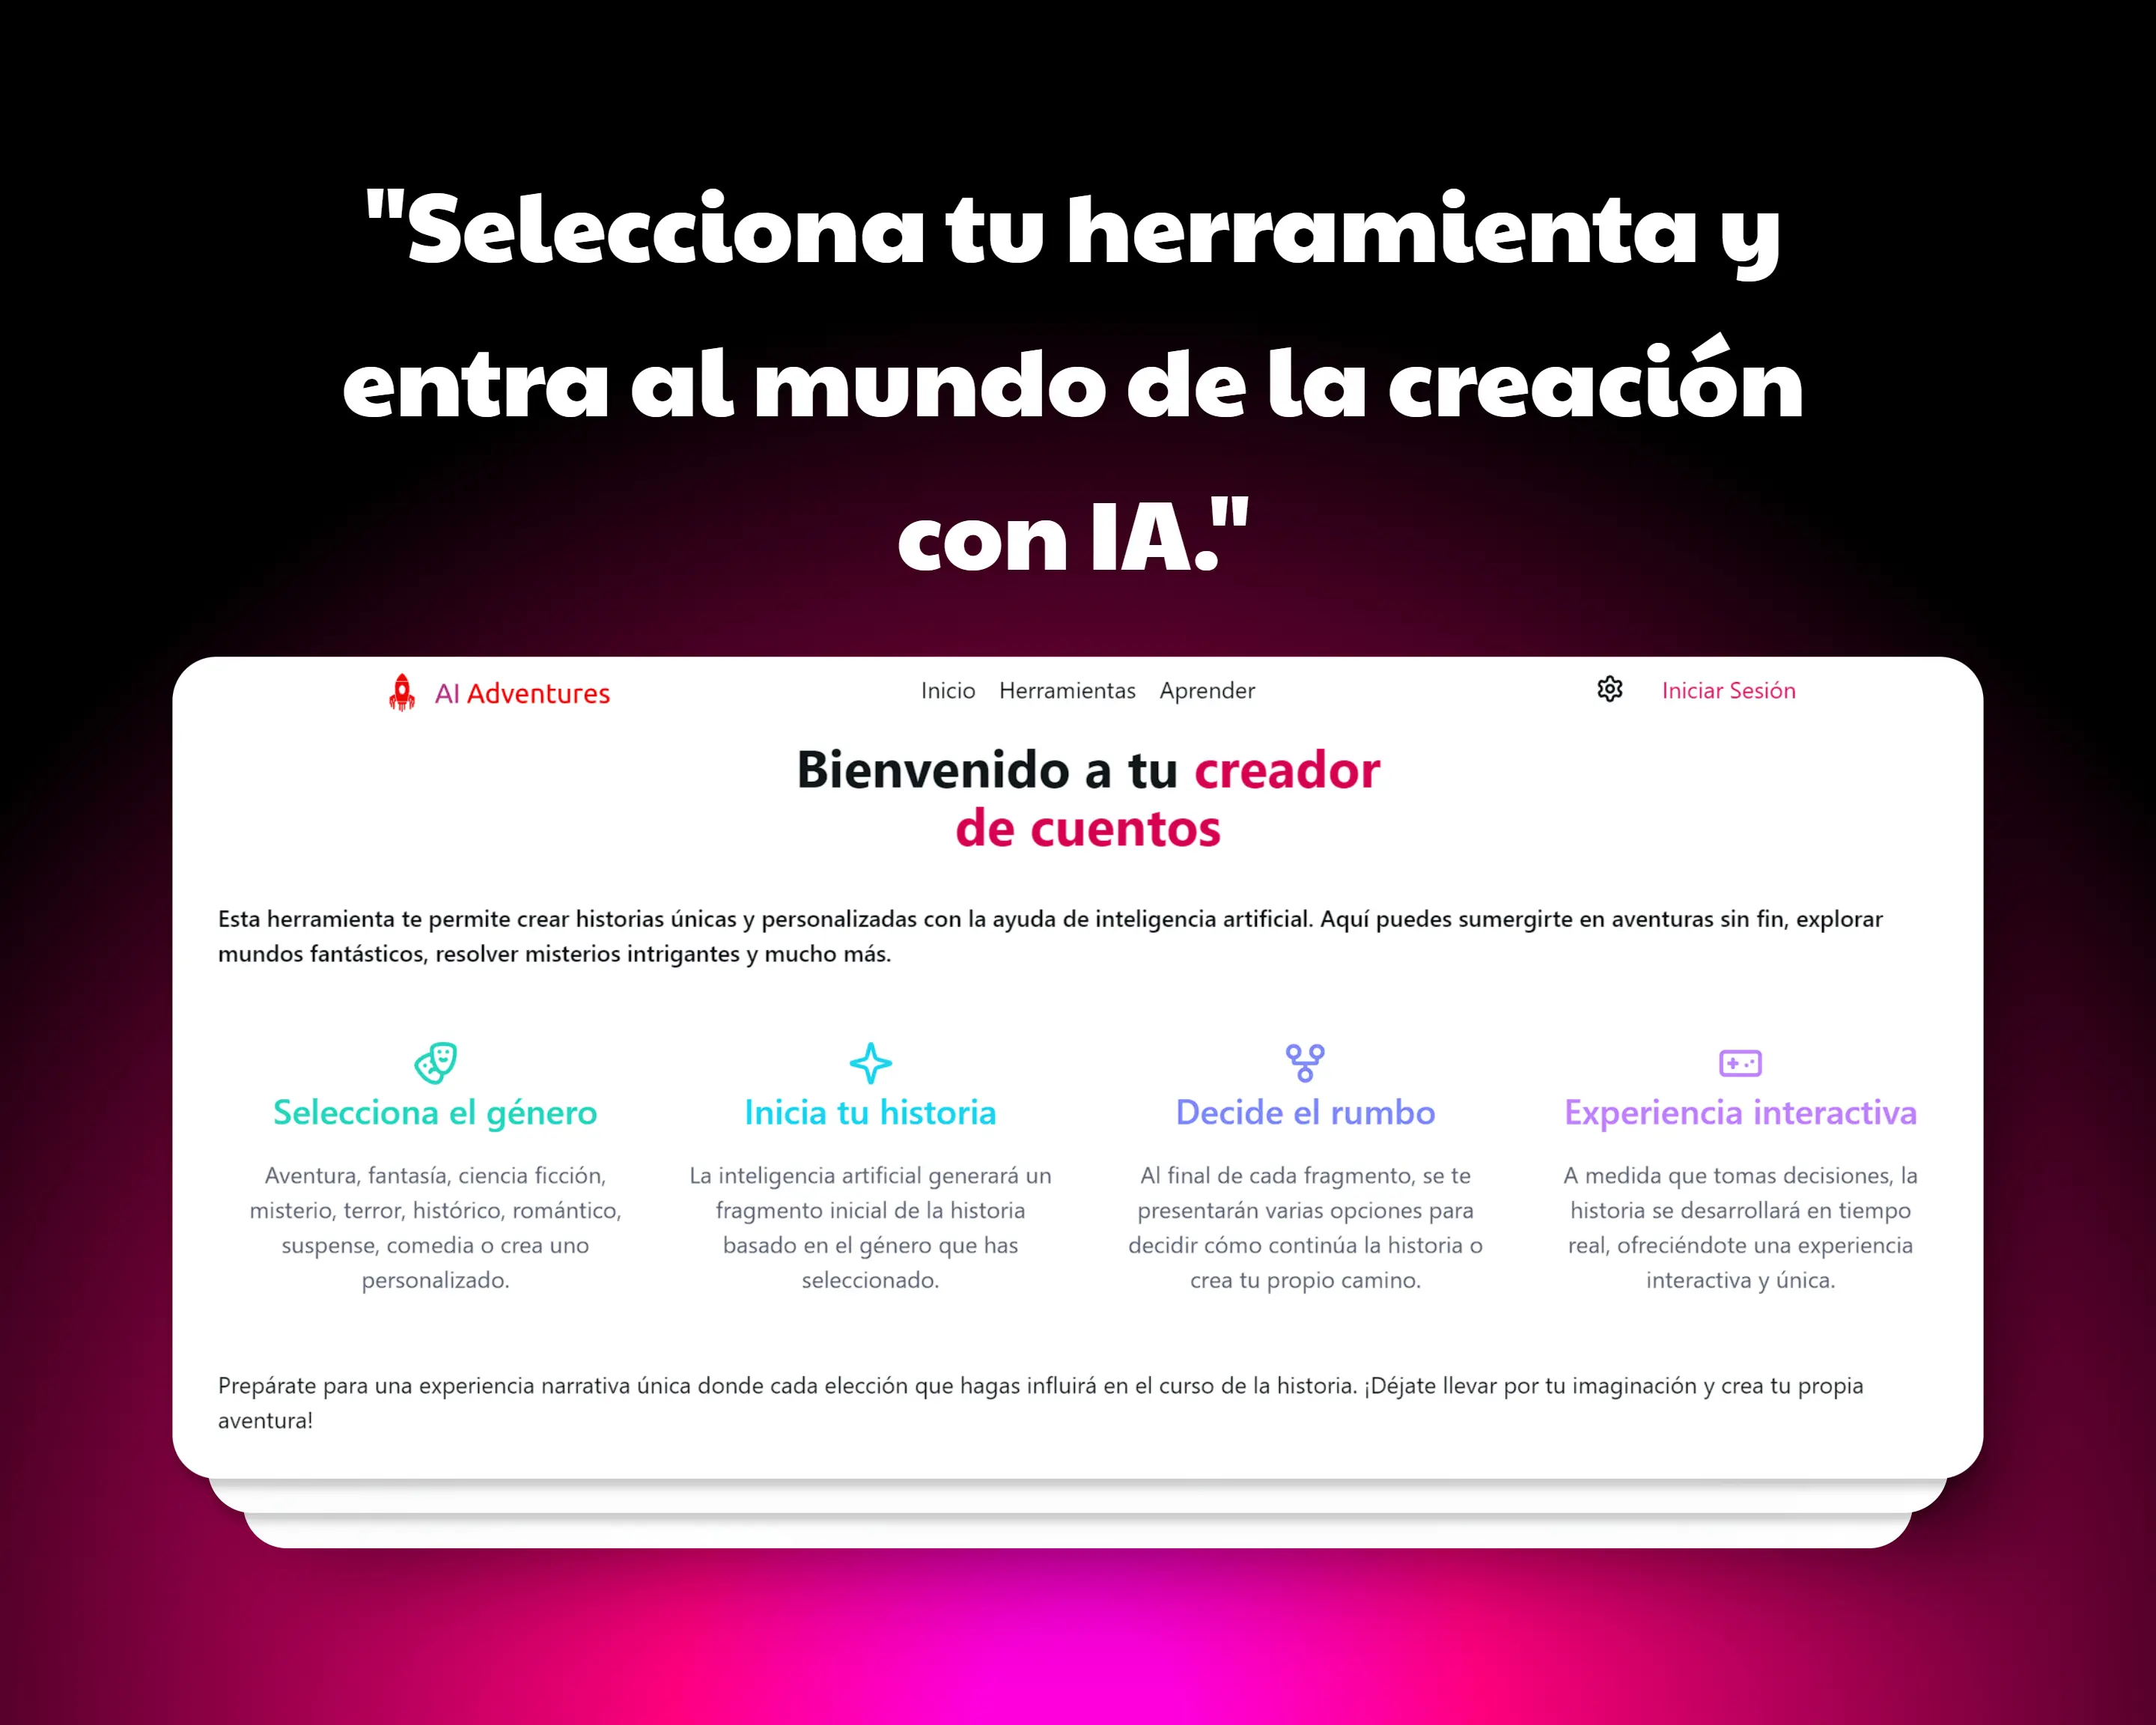 "Selecciona tu herramienta y
entra al mundo de la creación
con IA."
AI Adventures
Inicio Herramientas Aprender
Iniciar Sesión
Bienvenido a tu creador
de cuentos
Esta herramienta te permite crear historias únicas y personalizadas con la ayuda de inteligencia artificial. Aquí puedes sumergirte en aventuras sin fin, explorar
mundos fantásticos, resolver misterios intrigantes y mucho más.
Selecciona el género
Aventura, fantasía, ciencia ficción,
misterio, terror, histórico, romántico,
suspense, comedia o crea uno
personalizado.
Inicia tu historia
La inteligencia artificial generará un
fragmento inicial de la historia
basado en el género que has
seleccionado.
Decide el rumbo
Al final de cada fragmento, se te
presentarán varias opciones para
decidir cómo continúa la historia o
crea tu propio camino.
Experiencia interactiva
A medida que tomas decisiones, la
historia se desarrollará en tiempo
real, ofreciéndote una experiencia
interactiva y única.
Prepárate para una experiencia narrativa única donde cada elección que hagas influirá en el curso de la historia. ¡Déjate llevar por tu imaginación y crea tu propia
aventura!